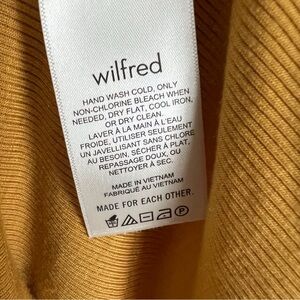 wilfred
HAND WASH COLD, ONLY
NON-CHLORINE BLEACH WHEN
NEEDED, DRY FLAT, COOL IRON,
OR DRY CLEAN.
LAVER À LA MAIN À L'EAU
FROIDE, UTILISER SEULEMENT
UN JAVELLISANT SANS CHLORE
AU BESOIN, SÉCHER À PLAT,
REPASSAGE DOUX, OU
NETTOYER À SEC.
MADE IN VIETNAM
FABRIQUÉ AU VIETNAM
MADE FOR EACH OTHER.
P